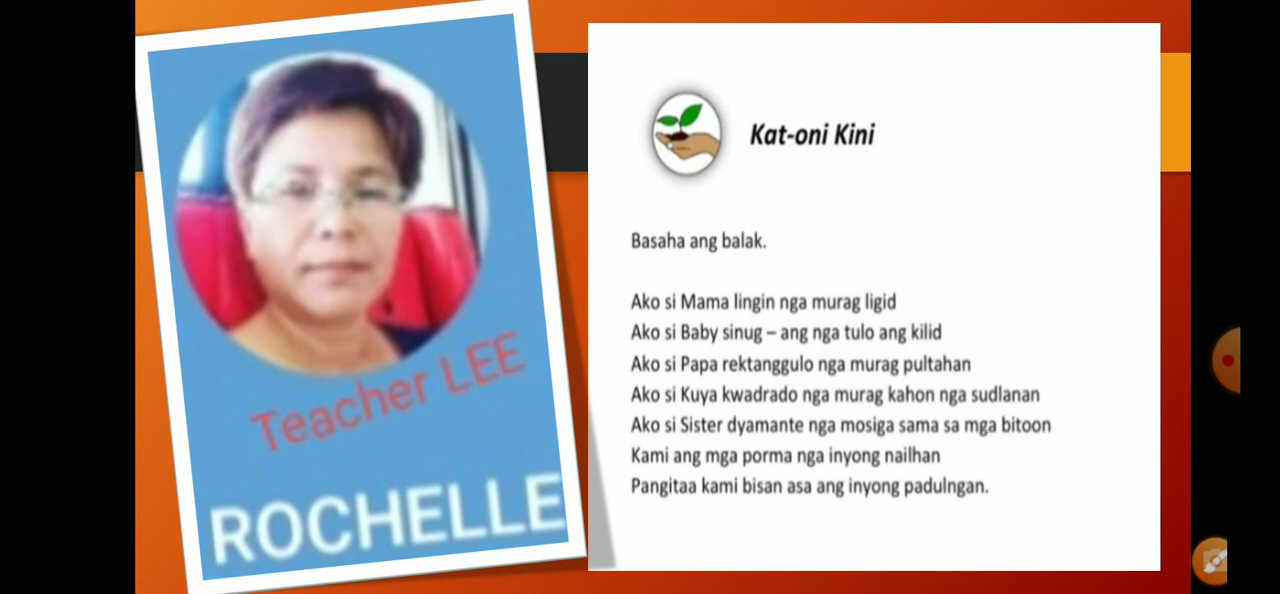 Teacher LEE
ROCHELLE
Kat-oni Kini
Basaha ang balak.
Ako si Mama lingin nga murag ligid
Ako si Baby sinug – ang nga tulo ang kilid
Ako si Papa rektanggulo nga murag pultahan
Ako si Kuya kwadrado nga murag kahon nga sudlanan
Ako si Sister dyamante nga mosiga sama sa mga bitoon
Kami ang mga porma nga inyong nailhan
Pangitaa kami bisan asa ang inyong padulngan.